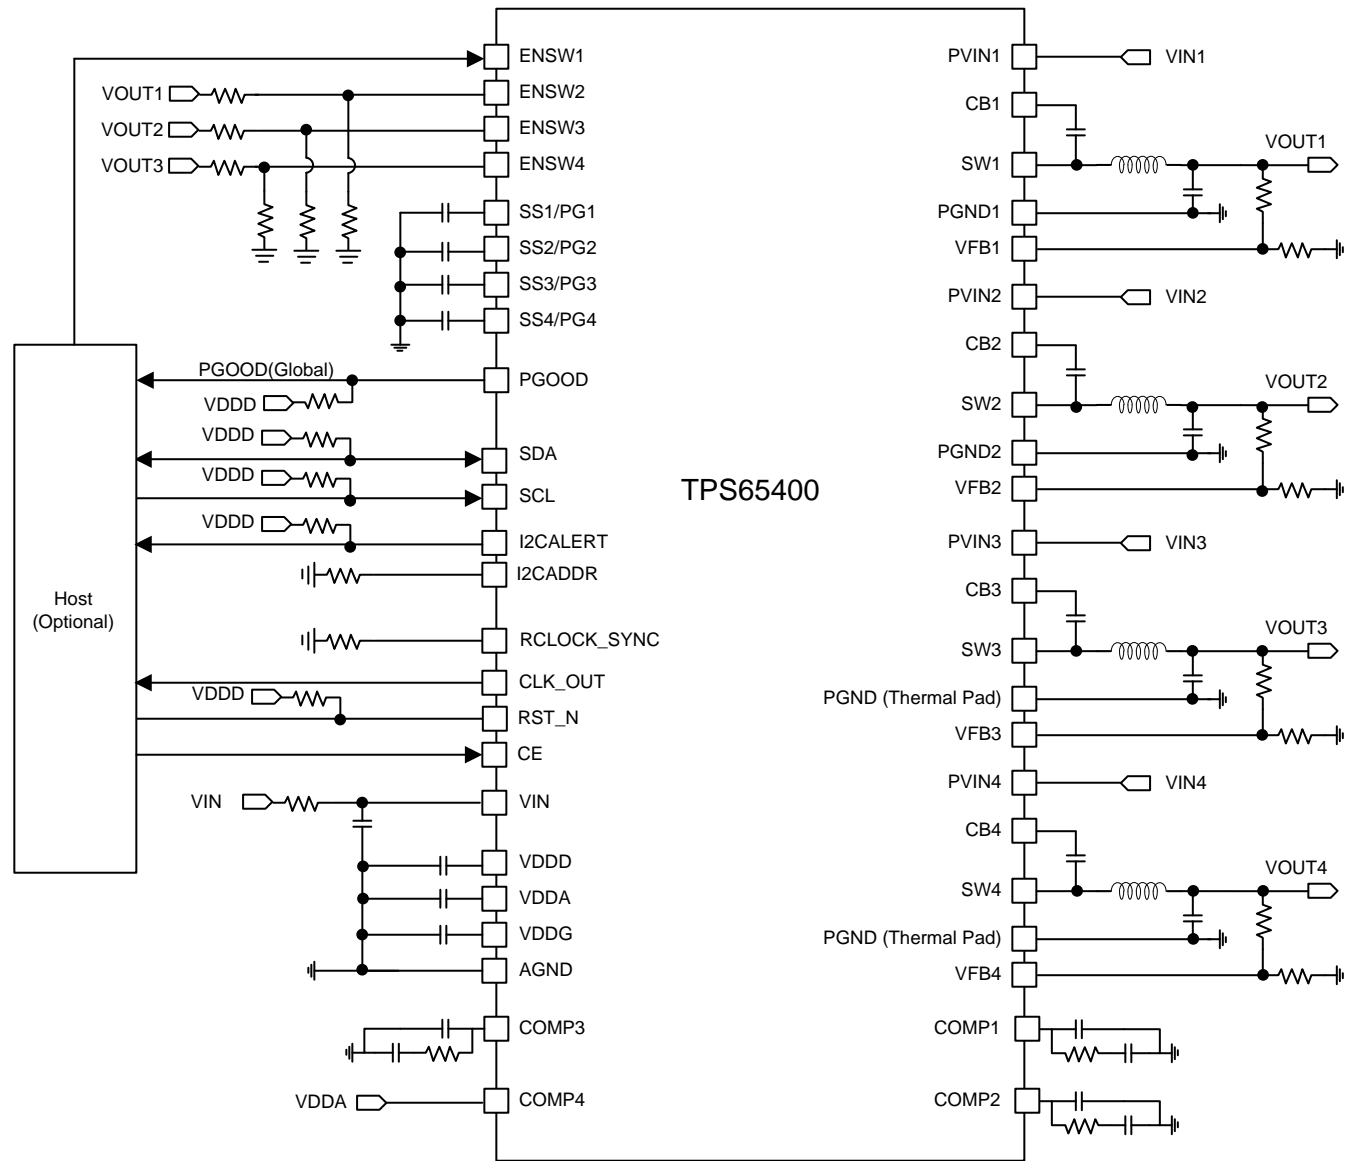 ENSW1
VOUT1
ENSW2
VOUT2
ENSW3
VOUT3
ENSW4
SS1/PG1
SS2/PG2
SS3/PG3
SS4/PG4
PGOOD(Global)
PGOOD
VDDD
VDDD
SDA
VDDD
SCL
VDDD
I2CALERT
I2CADDR
Host
(Optional)
RCLOCK_SYNC
CLK_OUT
VDDD
RST_N
CE
VIN
VIN
VDDD
VDDA
VDDG
AGND
COMP3
VDDA
COMP4
TPS65400
PVIN1
VIN1
CB1
VOUT1
SW1
PGND1
VFB1
PVIN2
VIN2
CB2
VOUT2
SW2
PGND2
VFB2
PVIN3
VIN3
CB3
VOUT3
SW3
PGND (Thermal Pad)
VFB3
PVIN4
VIN4
CB4
VOUT4
SW4
PGND (Thermal Pad)
VFB4
COMP1
COMP2